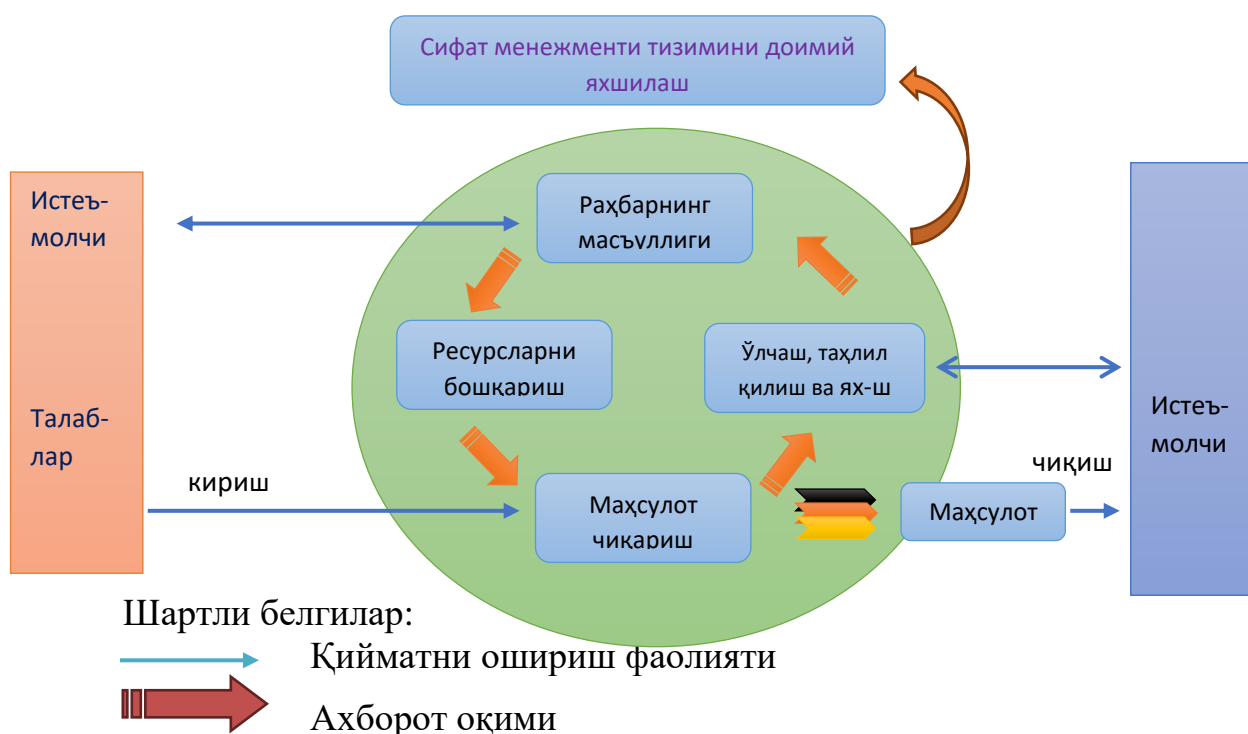 Сифат менежменти тизимини доимий
яхшилаш
Истеъ-
молчи
Талаб-
лар
Раҳбарнинг
масъуллиги
Ресурсларни
бошқариш
Ўлчаш, таҳлил
қилиш ва ях-ш
кириш
Маҳсулот
чиқариш
Маҳсулот
чиқиш
Истеъ-
молчи
Шартли белгилар:
Қийматни ошириш фаолияти
Ахборот оқими